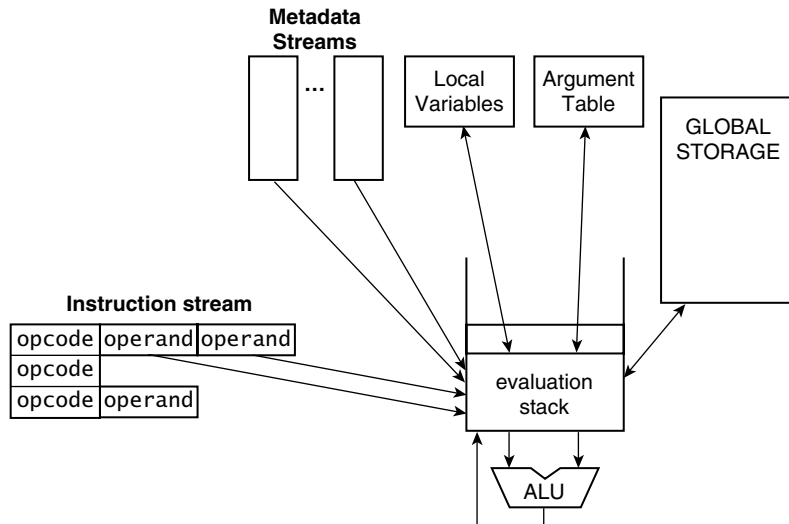 Metadata
Streams
...
Local
Variables
Argument
Table
GLOBAL
STORAGE
Instruction stream
opcode operand operand
opcode
opcode operand
evaluation
stack
ALU